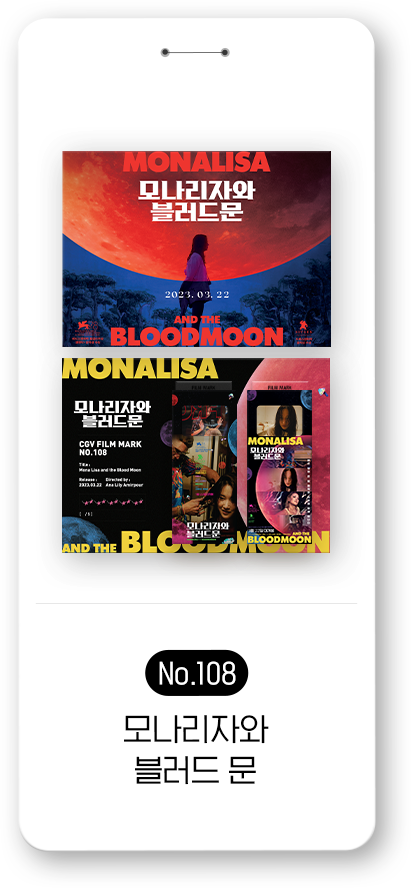 MONALISA
모나리자와
블러드문
2023. 03. 22
AND THE
BLOODMOON
MONALISA
모나리자와
블러드문
CGV FILM MARK
NO.108
Title :
Mona Lisa and the Blood Moon
Release :
2023.03.22
Directed by :
Ana Lily Amirpour
FILM MARK
모나리자와
블러드문
FILM MARK
MONALISA
모나리자와
블러드문
AND THE
BLOODMOON
AND THE BLOODMOON
No.108
모나리자와
블러드 문